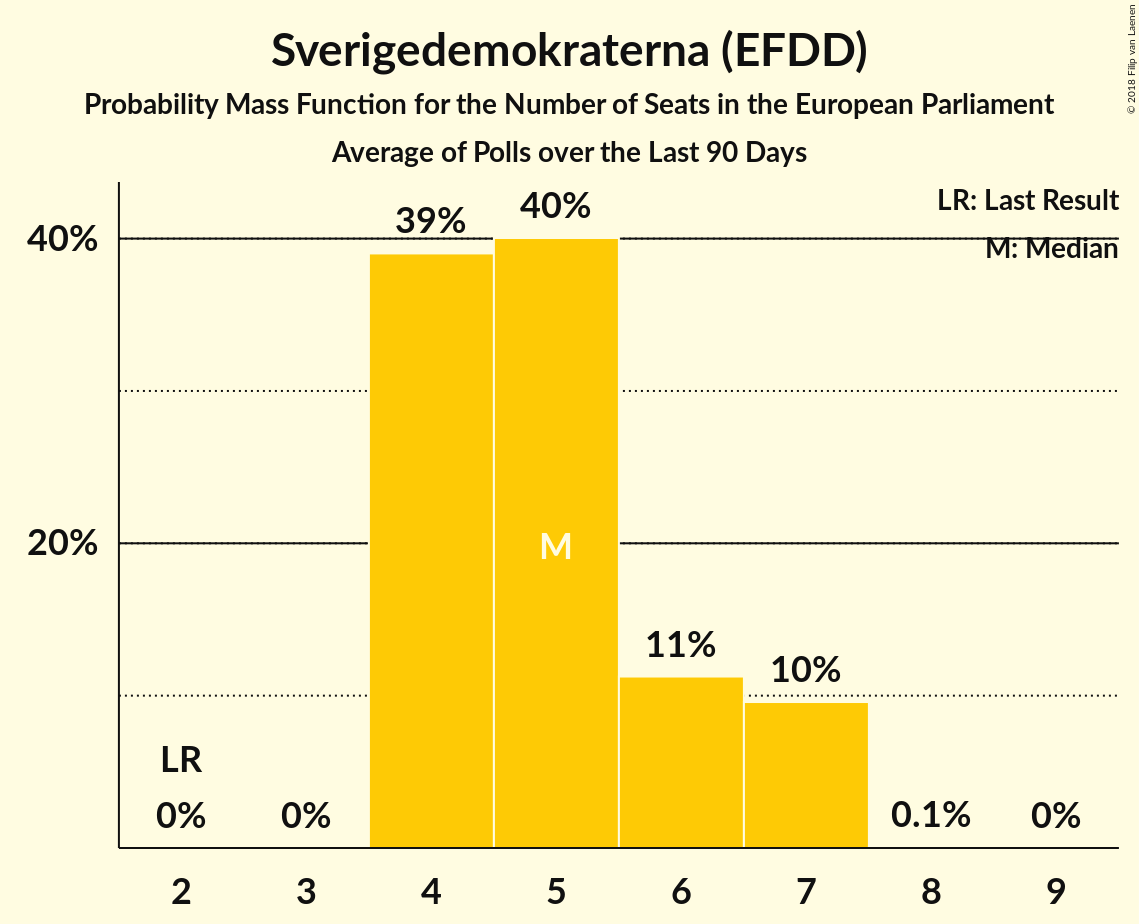 Sverigedemokraterna (EFDD)
Probability Mass Function for the Number of Seats in the European Parliament
Average of Polls over the Last 90 Days
© 2018 Filip van Laenen
LR: Last Result
M: Median
40%
20%
39%
40%
M
11%
10%
LR
0%
0%
0.1%
0%
2 3 4 5 6 7 8 9